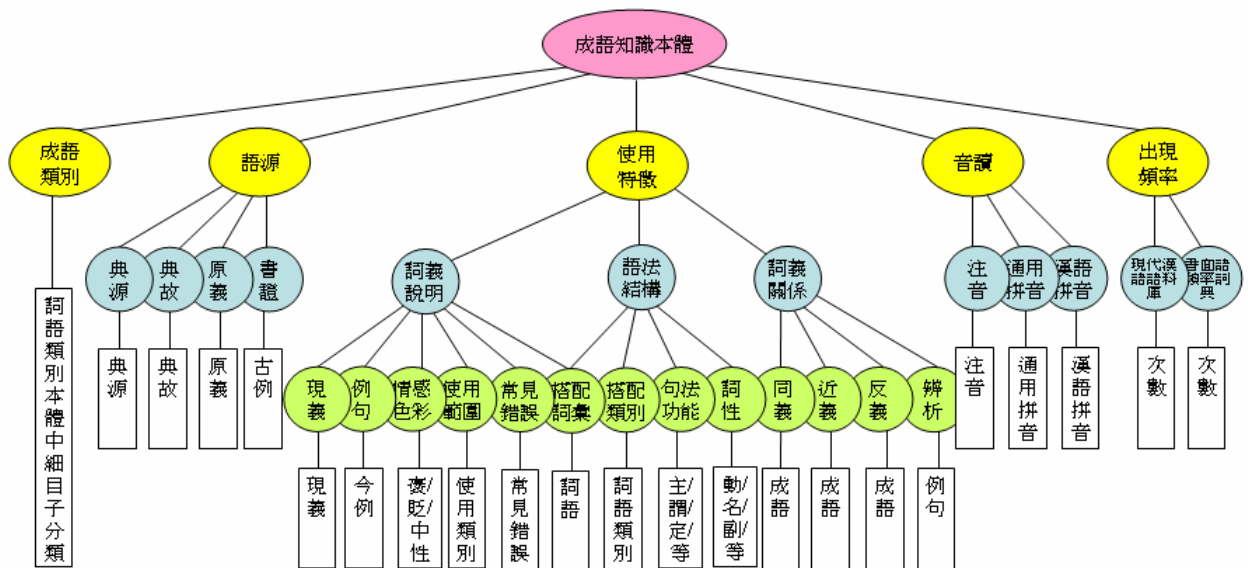 成語知識本體
成語
類別
語源
使用
特徵
音讀
出現
頻率
典源
典故
原義
書證
詞義
說明
語法
結構
詞義
關係
注音
通用
拼音
漢語
拼音
現代漢
語語料
庫
書面語
頻率詞
典
現義
例句
情感
色彩
使用
範圍
常見
錯誤
搭配
詞彙
搭配
類別
句法
功能
詞性
同義
近義
反義
辨析
詞語類別本體中細目子分類
典源
典故
原義
古例
注音
通用拼音
漢語拼音
次數
次數
現義
今例
褒/貶/中性
使用類別
常見錯誤
詞語
詞語類別
主/謂/定/等
動/名/副/等
成語
成語
成語
例句